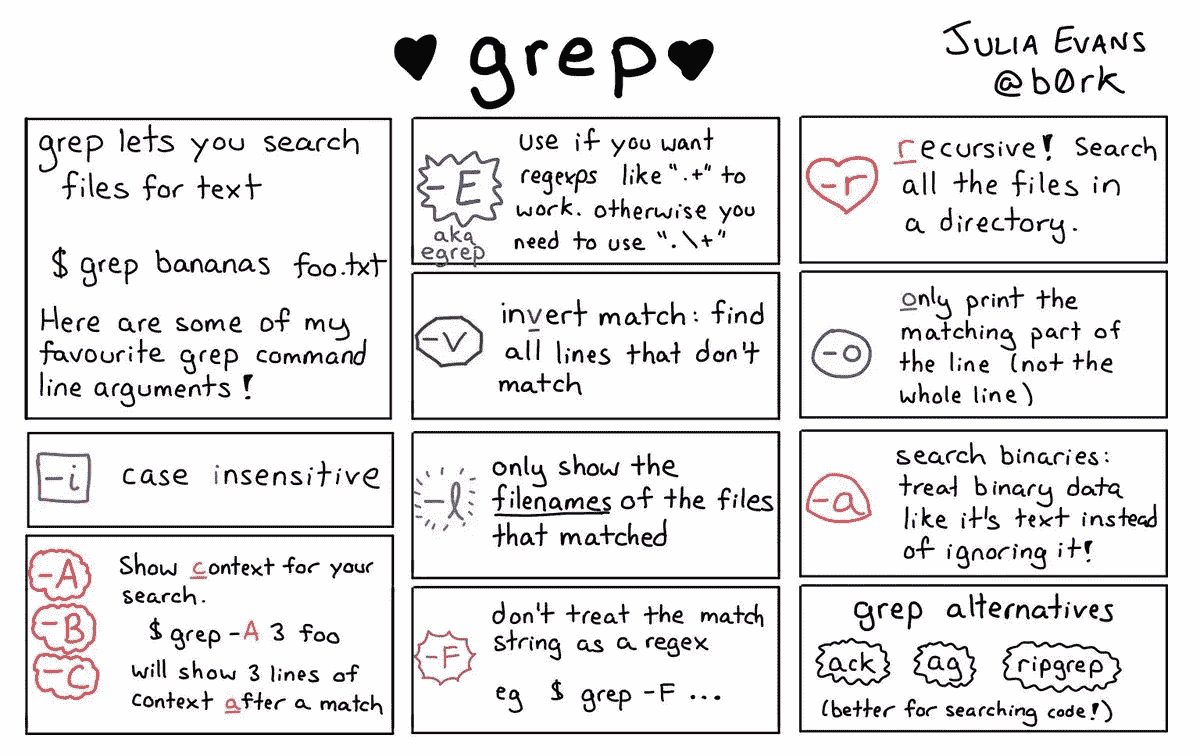 ♥ grep ♥
JULIA EVANS
@b0rk
grep lets you search
files for text
$ grep bananas foo.txt
Here are some of my
favourite grep command
line arguments!
-i
case insensitive
-A
-B
-C
Show context for your
search.
$ grep -A 3 foo
will show 3 lines of
context after a match
-E
aka
egrep
use if you want
regexps like ".+" to
work. otherwise you
need to use ".\+"
-v
invert match: find
all lines that don't
match
-l
only show the
filenames of the files
that matched
-F
don't treat the match
string as a regex
eg $ grep -F ...
-r
recursive! Search
all the files in
a directory.
-o
only print the
matching part of
the line (not the
whole line)
-a
search binaries:
treat binary data
like it's text instead
of ignoring it!
grep alternatives
ack ag ripgrep
(better for searching code!)